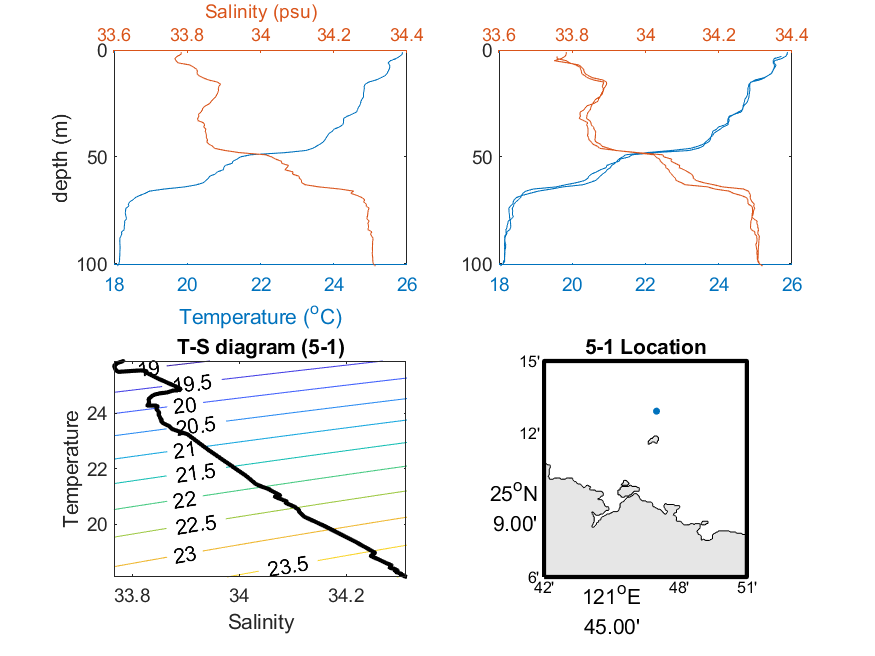 Salinity (psu)
33.6 33.8 34 34.2 34.4
33.6 33.8 34 34.2 34.4
0
50
100
depth (m)
0
50
100
18 20 22 24 26
18 20 22 24 26
Temperature (°C)
T-S diagram (5-1)
19
19.5
20
20.5
21
21.5
22
22.5
23
23.5
24
22
20
Temperature
33.8 34 34.2
Salinity
5-1 Location
15'
12'
25°N
9.00'
6'
42' 48' 51'
121°E
45.00'